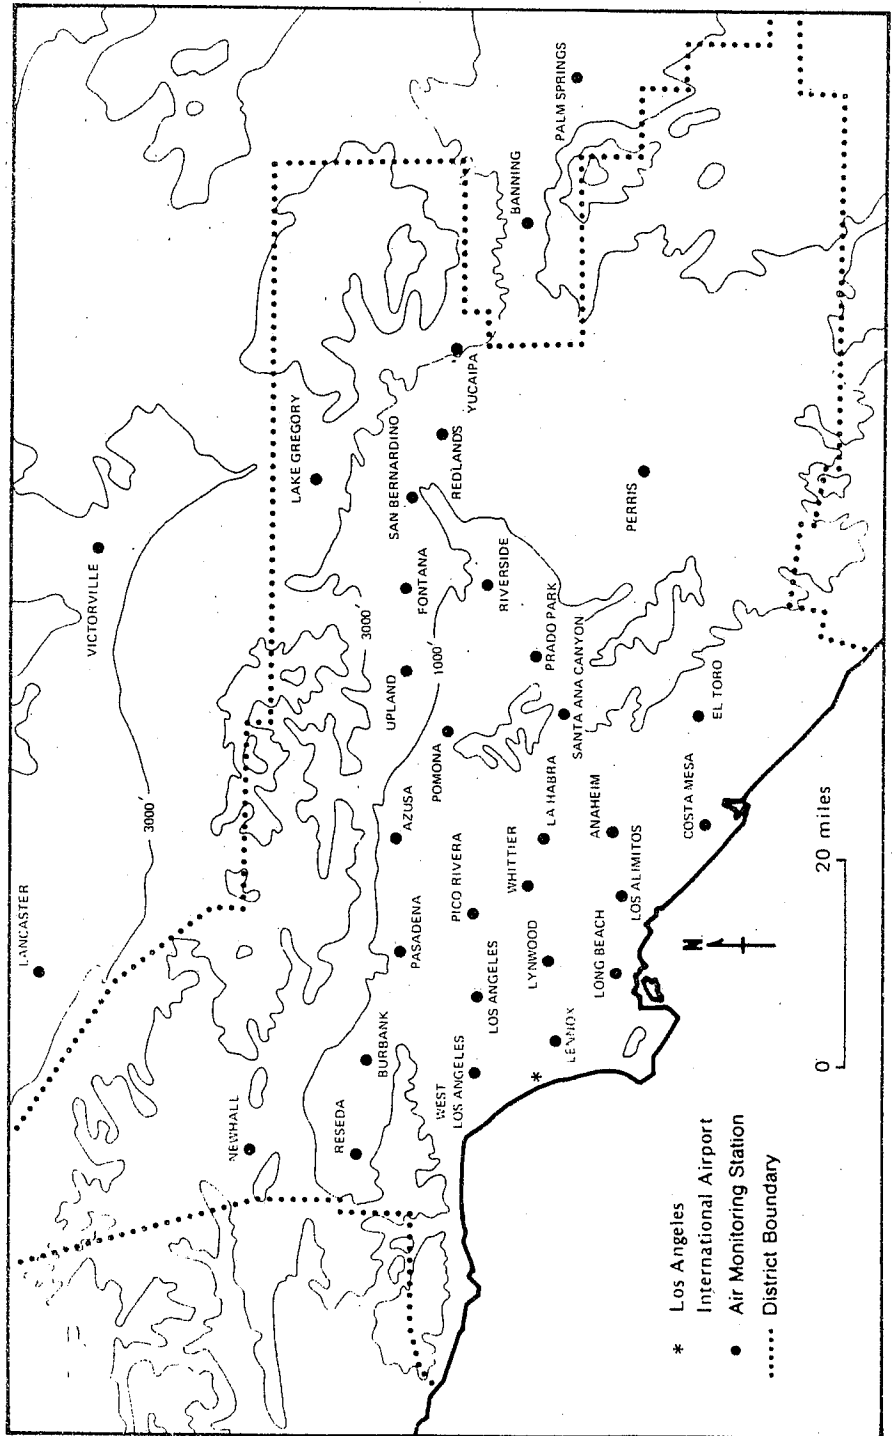 LANCASTER
VICTORVILLE
3000'
NEWHALL
LAKE GREGORY
3000'
RESEDA
BURBANK
PASADENA
AZUSA
UPLAND
FONTANA
SAN BERNARDINO
1000'
REDLANDS
YUCAIPA
WEST
LOS ANGELES
LOS ANGELES
PICO RIVERA
POMONA
RIVERSIDE
BANNING
PALM SPRINGS
LENNOX
LYNWOOD
WHITTIER
LA HABRA
SANTA ANA CANYON
PRADO PARK
LONG BEACH
LOS ALIMITOS
ANAHEIM
PERRIS
COSTA MESA
EL TORO
N
* Los Angeles
International Airport
● Air Monitoring Station
...... District Boundary
0 20 miles